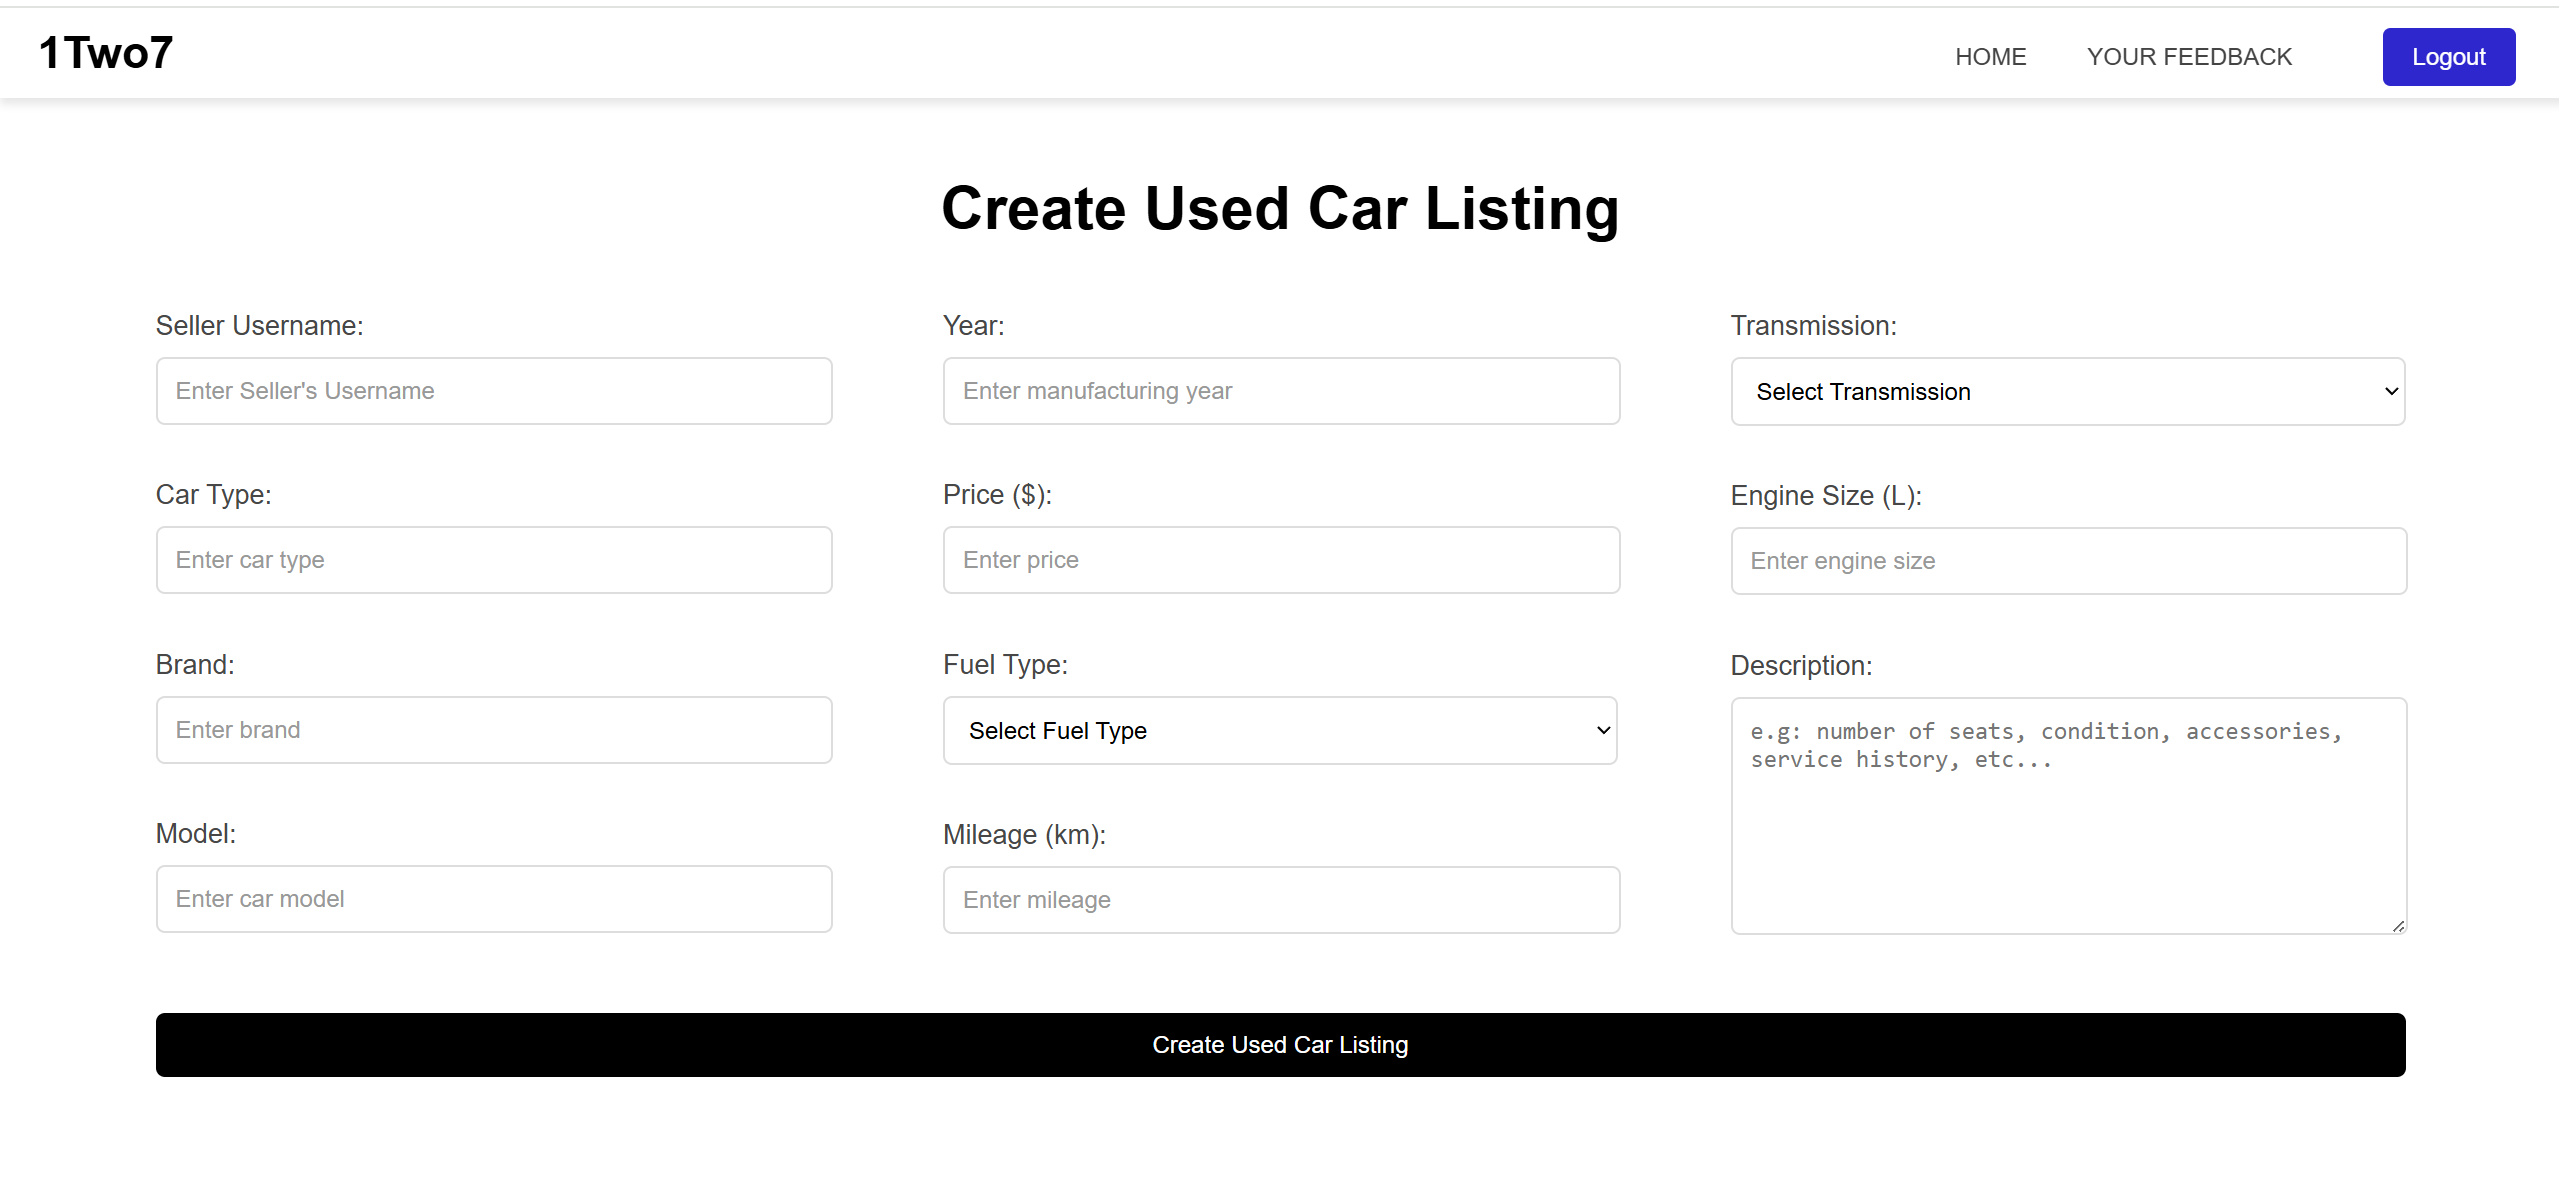 1Two7
HOME
YOUR FEEDBACK
Logout
Create Used Car Listing
Seller Username:
Enter Seller's Username
Car Type:
Enter car type
Brand:
Enter brand
Model:
Enter car model
Year:
Enter manufacturing year
Price ($):
Enter price
Fuel Type:
Select Fuel Type
Mileage (km):
Enter mileage
Transmission:
Select Transmission
Engine Size (L):
Enter engine size
Description:
e.g: number of seats, condition, accessories,
service history, etc...
Create Used Car Listing